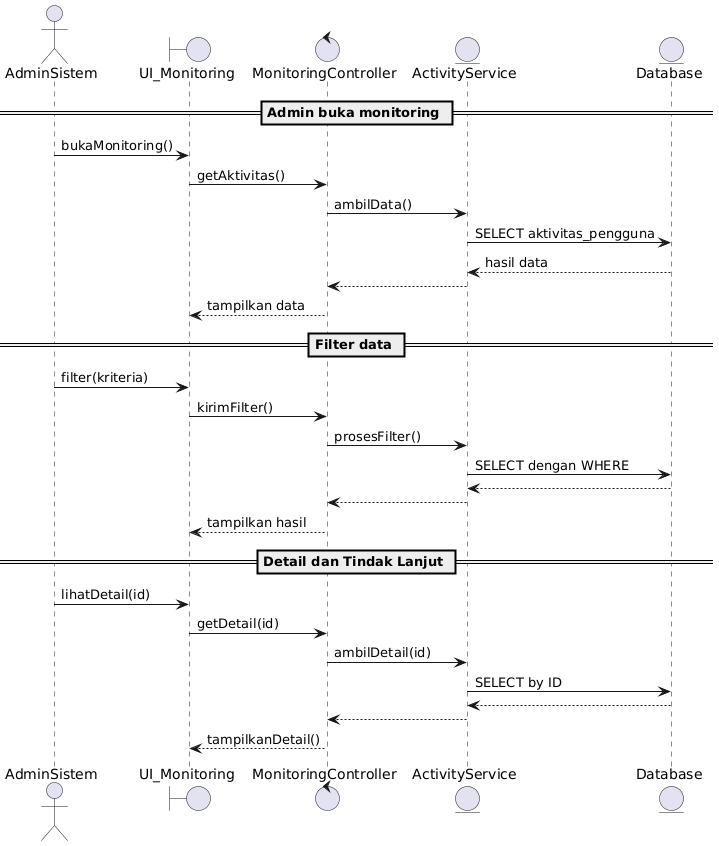 AdminSistem UI_Monitoring MonitoringController ActivityService Database
Admin buka monitoring
bukaMonitoring()
getAktivitas()
ambilData()
SELECT aktivitas_pengguna
hasil data
tampilkan data
Filter data
filter(kriteria)
kirimFilter()
prosesFilter()
SELECT dengan WHERE
tampilkan hasil
Detail dan Tindak Lanjut
lihatDetail(id)
getDetail(id)
ambilDetail(id)
SELECT by ID
tampilkanDetail()
AdminSistem UI_Monitoring MonitoringController ActivityService Database